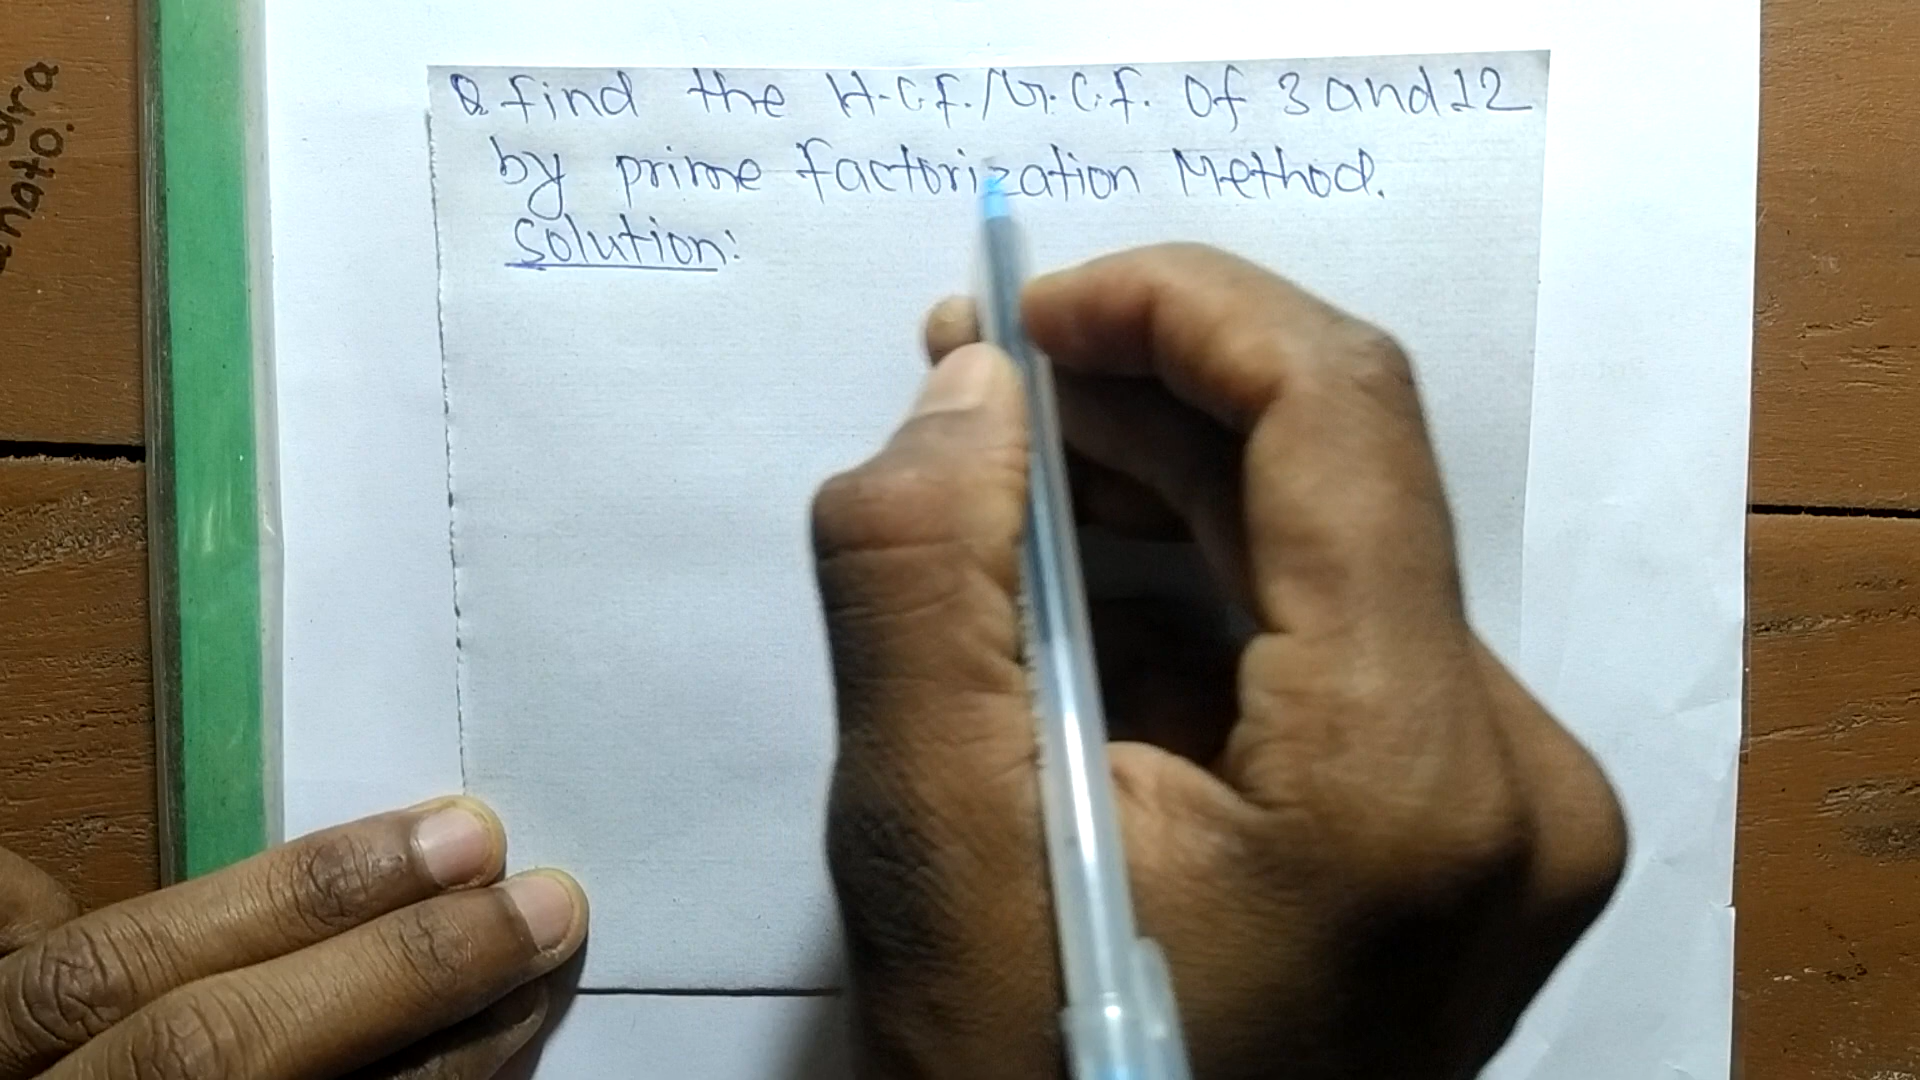 Q. find the H.C.F./G.C.F. of 3 and 12
by prime factorization Method.
Solution: